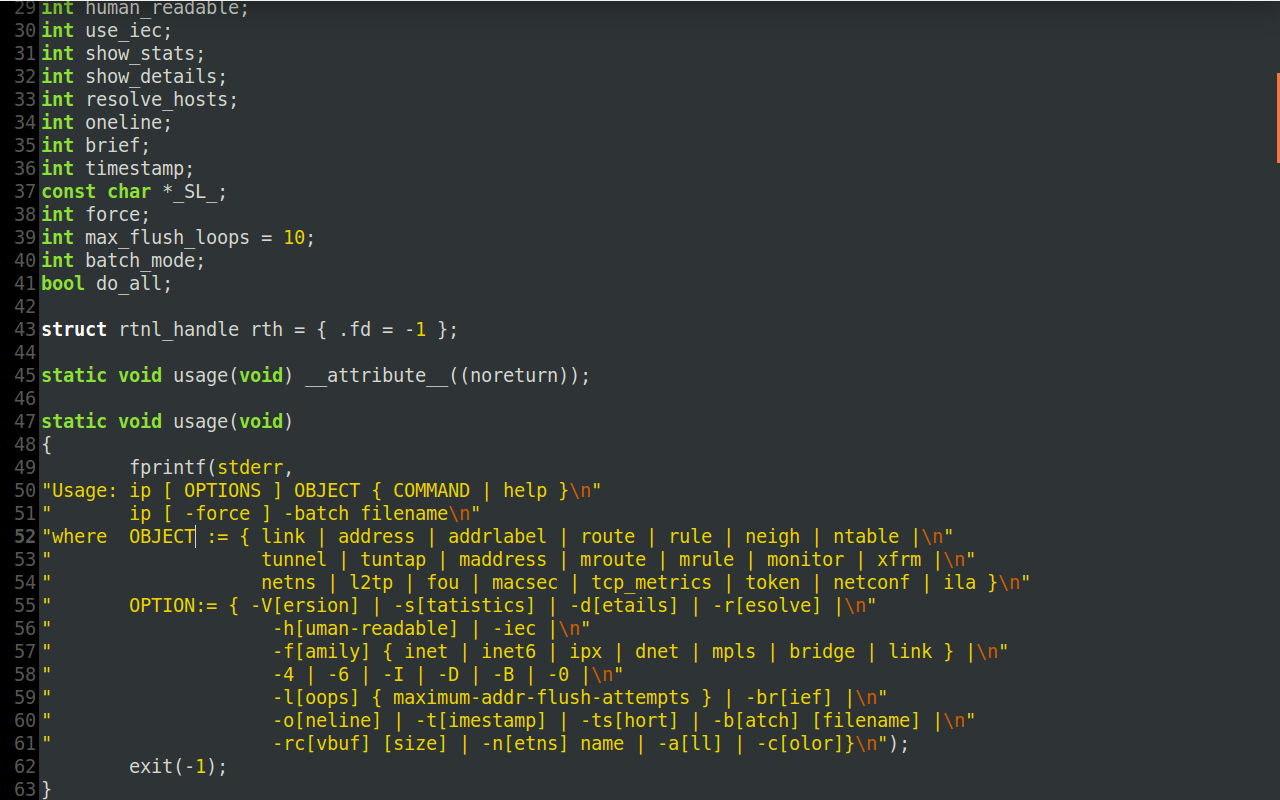 29 int human_readable;
30 int use_iec;
31 int show_stats;
32 int show_details;
33 int resolve_hosts;
34 int oneline;
35 int brief;
36 int timestamp;
37 const char *_SL_;
38 int force;
39 int max_flush_loops = 10;
40 int batch_mode;
41 bool do_all;
42
43 struct rtnl_handle rth = { .fd = -1 };
44
45 static void usage(void) __attribute__((noreturn));
46
47 static void usage(void)
48 {
49         fprintf(stderr,
50 "Usage: ip [ OPTIONS ] OBJECT { COMMAND | help }\n"
51 "       ip [ -force ] -batch filename\n"
52 "where  OBJECT := { link | address | addrlabel | route | rule | neigh | ntable |\n"
53 "                   tunnel | tuntap | maddress | mroute | mrule | monitor | xfrm |\n"
54 "                   netns | l2tp | fou | macsec | tcp_metrics | token | netconf | ila }\n"
55 "       OPTION:= { -V[ersion] | -s[tatistics] | -d[etails] | -r[esolve] |\n"
56 "                    -h[uman-readable] | -iec |\n"
57 "                    -f[amily] { inet | inet6 | ipx | dnet | mpls | bridge | link } |\n"
58 "                    -4 | -6 | -I | -D | -B | -0 |\n"
59 "                    -l[oops] { maximum-addr-flush-attempts } | -br[ief] |\n"
60 "                    -o[neline] | -t[imestamp] | -ts[hort] | -b[atch] [filename] |\n"
61 "                    -rc[vbuf] [size] | -n[etns] name | -a[ll] | -c[olor]}\n");
62         exit(-1);
63 }